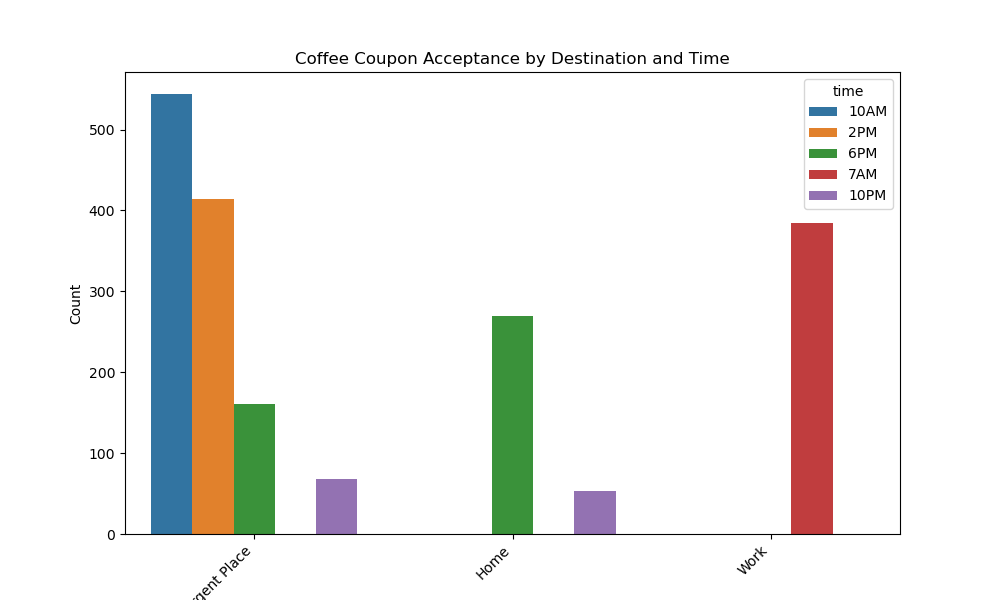 Coffee Coupon Acceptance by Destination and Time
time
10AM
2PM
6PM
7AM
10PM
Count
500
400
300
200
100
0
Place
Home
Work